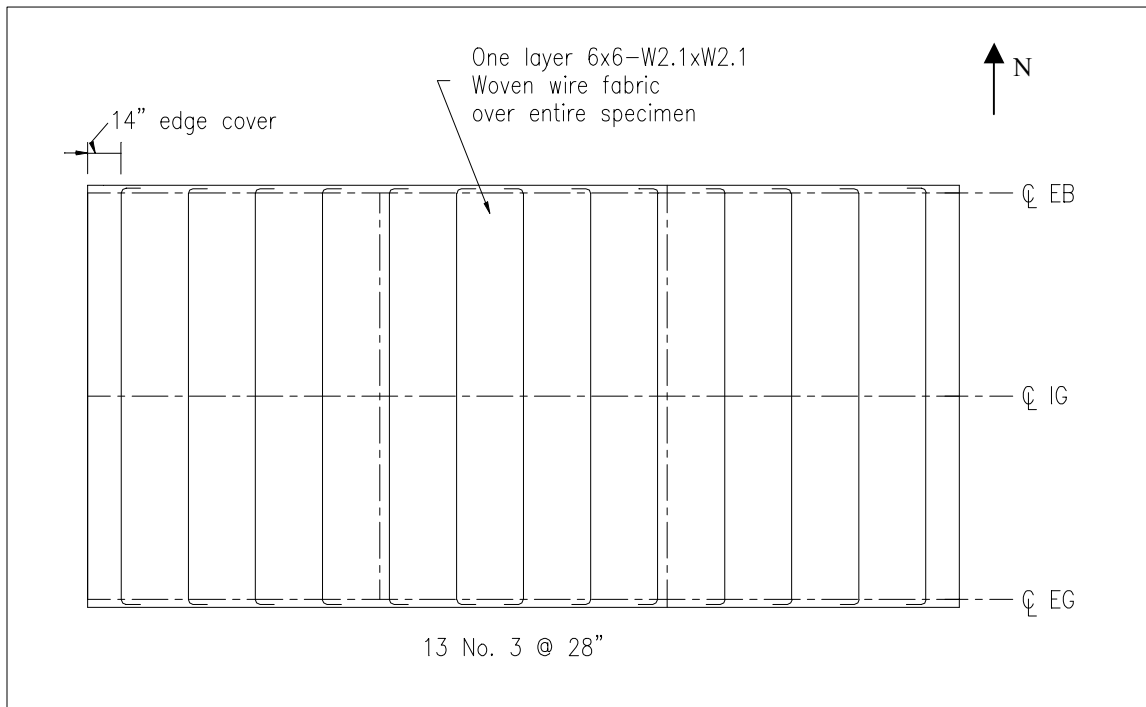 One layer 6x6-W2.1xW2.1
Woven wire fabric
over entire specimen
N
14” edge cover
℄ EB
℄ IG
℄ EG
13 No. 3 @ 28”